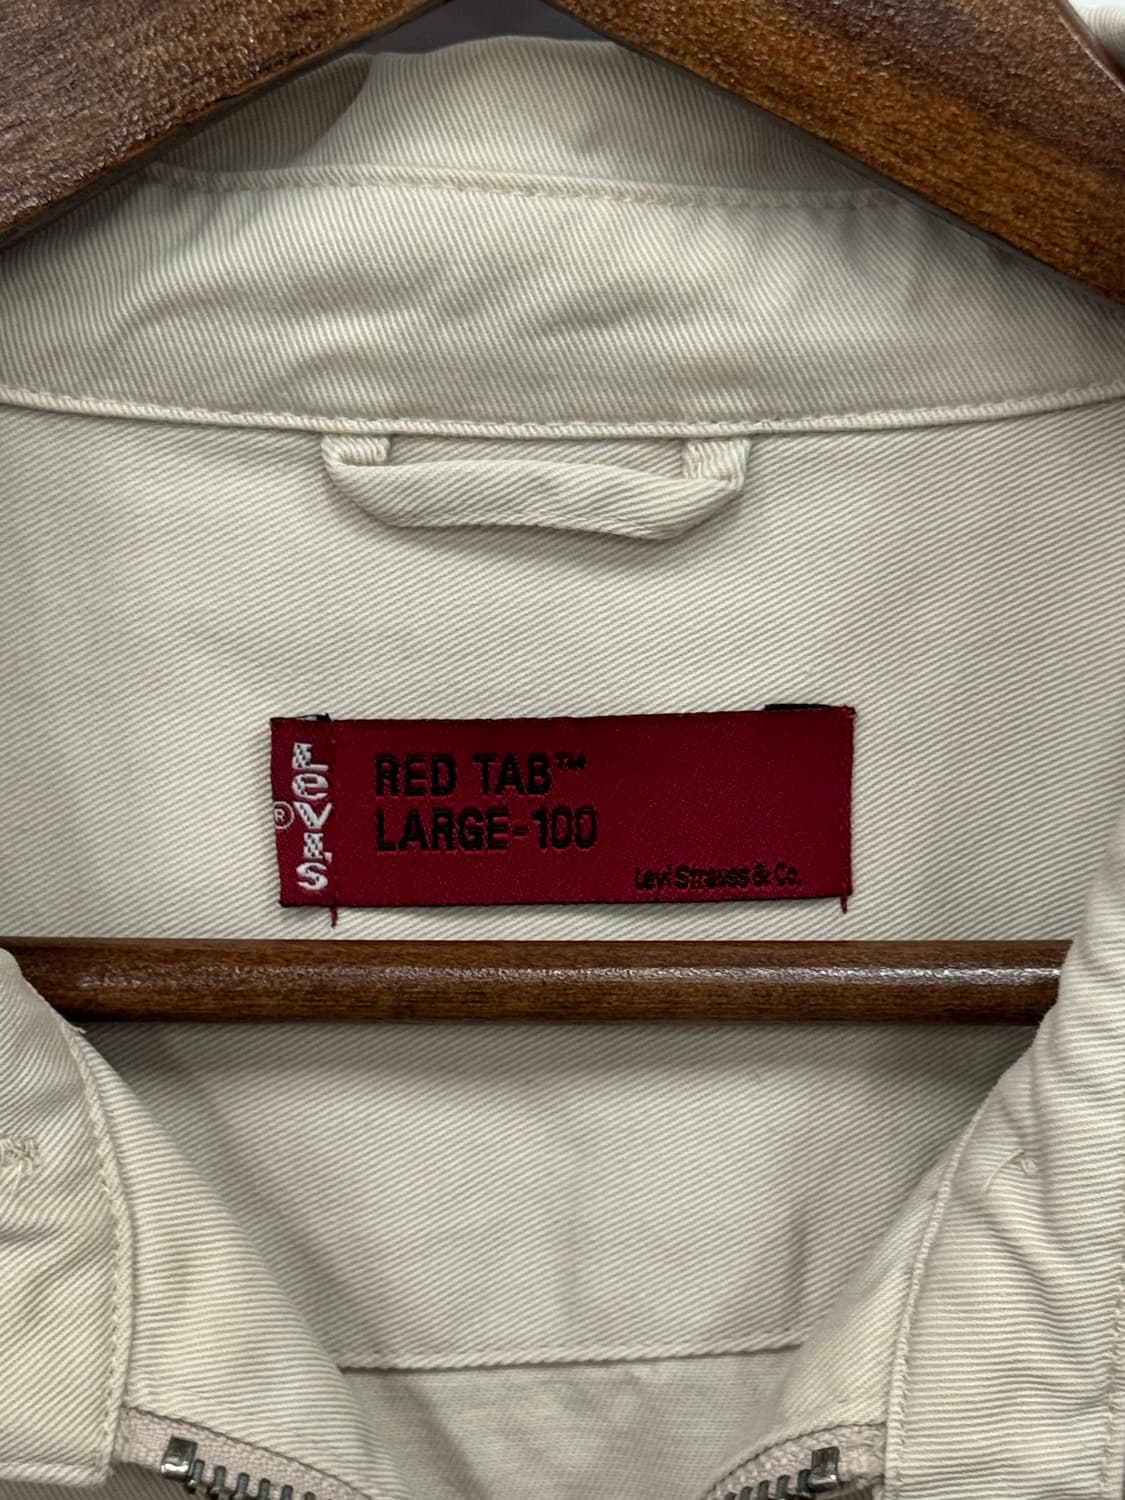 LEVI'S
®
RED TAB™
LARGE-100
Levi Strauss & Co.